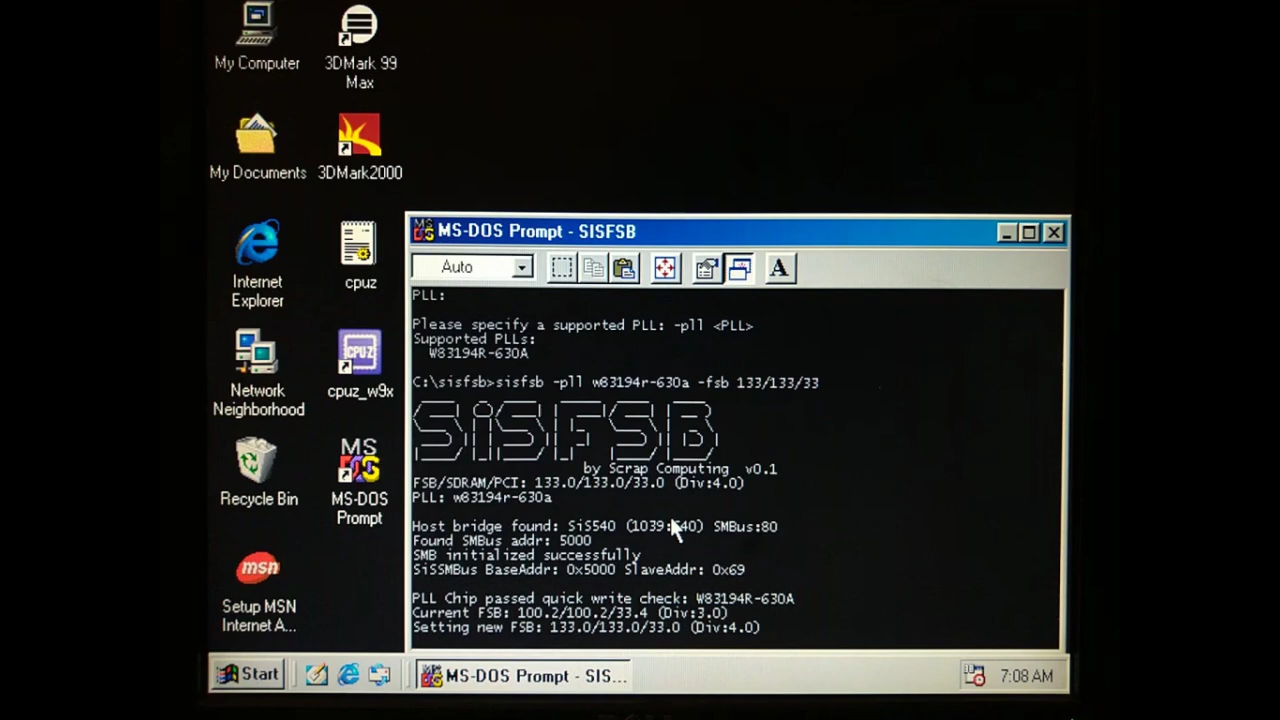 My Computer
3DMark 99
Max
My Documents
3DMark2000
Internet
Explorer
cpuz
Network
Neighborhood
CPUZ
cpuz_w9x
Recycle Bin
MS
DOS
MS-DOS
Prompt
msn
Setup MSN
Internet A...
MS-DOS Prompt - SISFSB
Auto
A
PLL:
Please specify a supported PLL: -pll <PLL>
Supported PLLs:
W83194R-630A
C:\sisfsb>sisfsb -pll w83194r-630a -fsb 133/133/33
SiSFSB
by Scrap Computing v0.1
FSB/SDRAM/PCI: 133.0/133.0/33.0 (Div:4.0)
PLL: w83194r-630a
Host bridge found: SiS540 (1039: 40) SMBus:80
Found SMBus addr: 5000
SMB initialized successfully
SiSSMBus BaseAddr: 0x5000 SlaveAddr: 0x69
PLL Chip passed quick write check: W83194R-630A
Current FSB: 100.2/100.2/33.4 (Div:3.0)
Setting new FSB: 133.0/133.0/33.0 (Div:4.0)
Start
MS-DOS Prompt - SIS...
7:08 AM